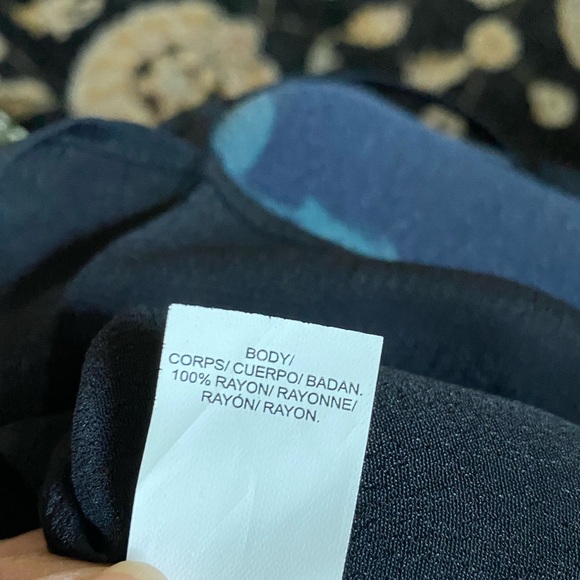 BODY/
CORPS/ CUERPO/ BADAN.
100% RAYON/ RAYONNE/
RAYÓN/ RAYON.